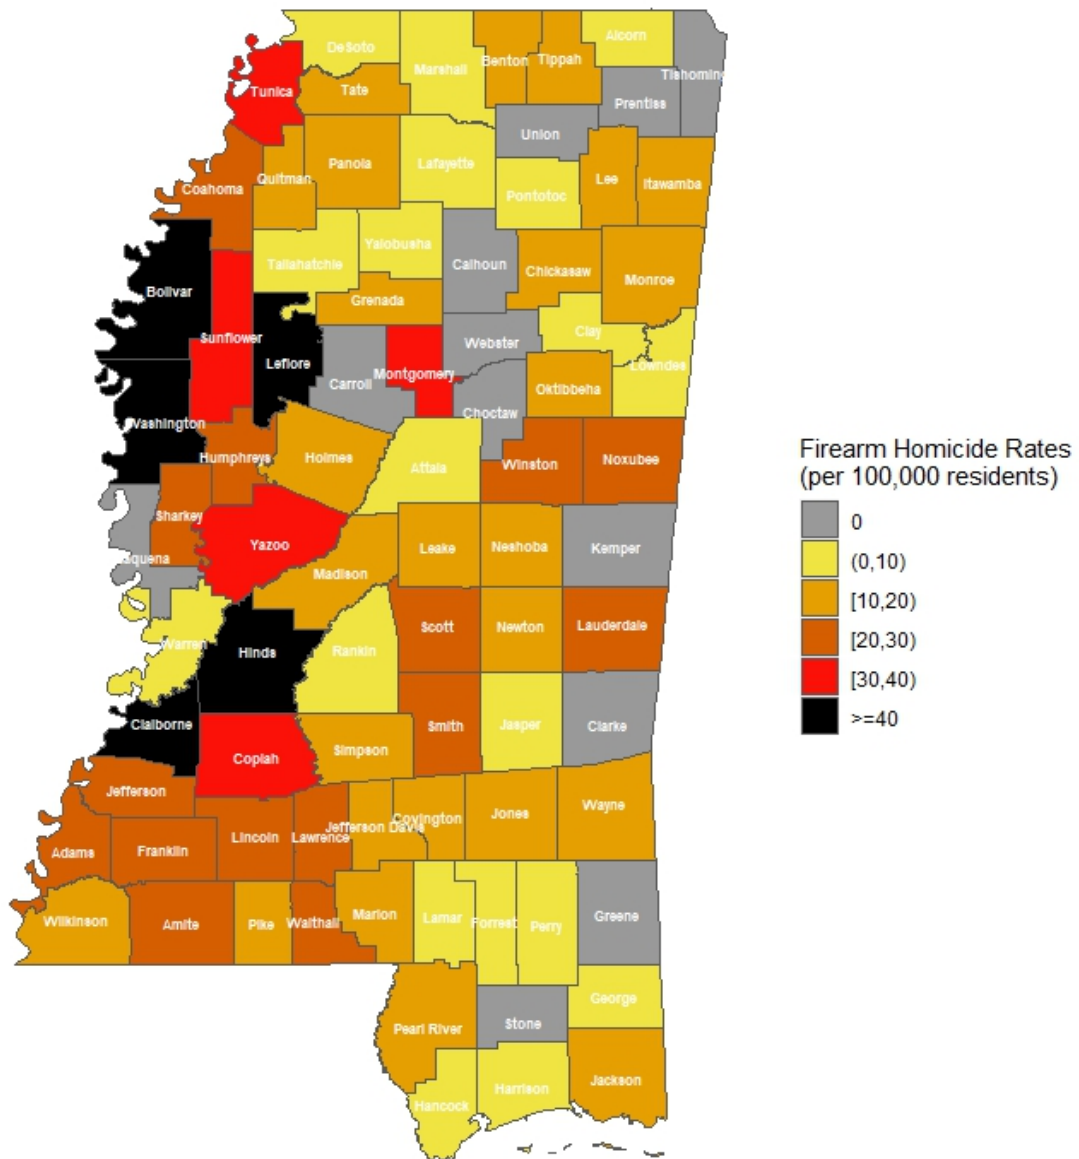 DeSoto
Marshall
Benton
Tippah
Alcorn
Tishoming
Prentiss
Tunica
Tate
Union
Panola
Lafayette
Pontotoc
Lee
Itawamba
Coahoma
Quitman
Tallahatchie
Yalobusha
Calhoun
Chickasaw
Monroe
Bolivar
Grenada
Sunflower
Leflore
Webster
Clay
Lowndes
Carroll
Montgomery
Oktibbeha
Choctaw
Washington
Humphreys
Holmes
Attala
Winston
Noxubee
Sharkey
Yazoo
Leake
Neshoba
Kemper
quena
Madison
Warren
Hinds
Rankin
Scott
Newton
Lauderdale
Claiborne
Copiah
Simpson
Smith
Jasper
Clarke
Jefferson
Adams
Franklin
Lincoln
Lawrence
Jefferson Davis
Covington
Jones
Wayne
Wilkinson
Amite
Pike
Walthall
Marion
Lamar
Forrest
Perry
Greene
Pearl River
Stone
George
Hancock
Harrison
Jackson
Firearm Homicide Rates
(per 100,000 residents)
0
(0,10)
[10,20)
[20,30)
[30,40)
>=40